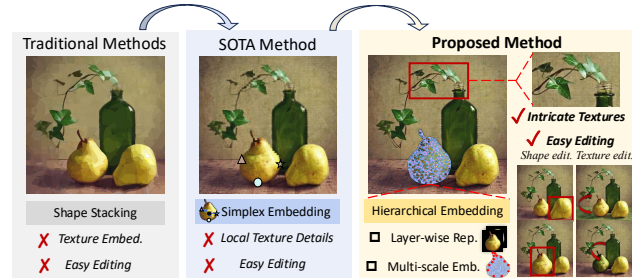 Traditional Methods
SOTA Method
Proposed Method
Intricate Textures
Easy Editing
Shape edit. Texture edit.
Shape Stacking
Simplex Embedding
Hierarchical Embedding
Texture Embed.
Local Texture Details
Layer-wise Rep.
Easy Editing
Easy Editing
Multi-scale Emb.